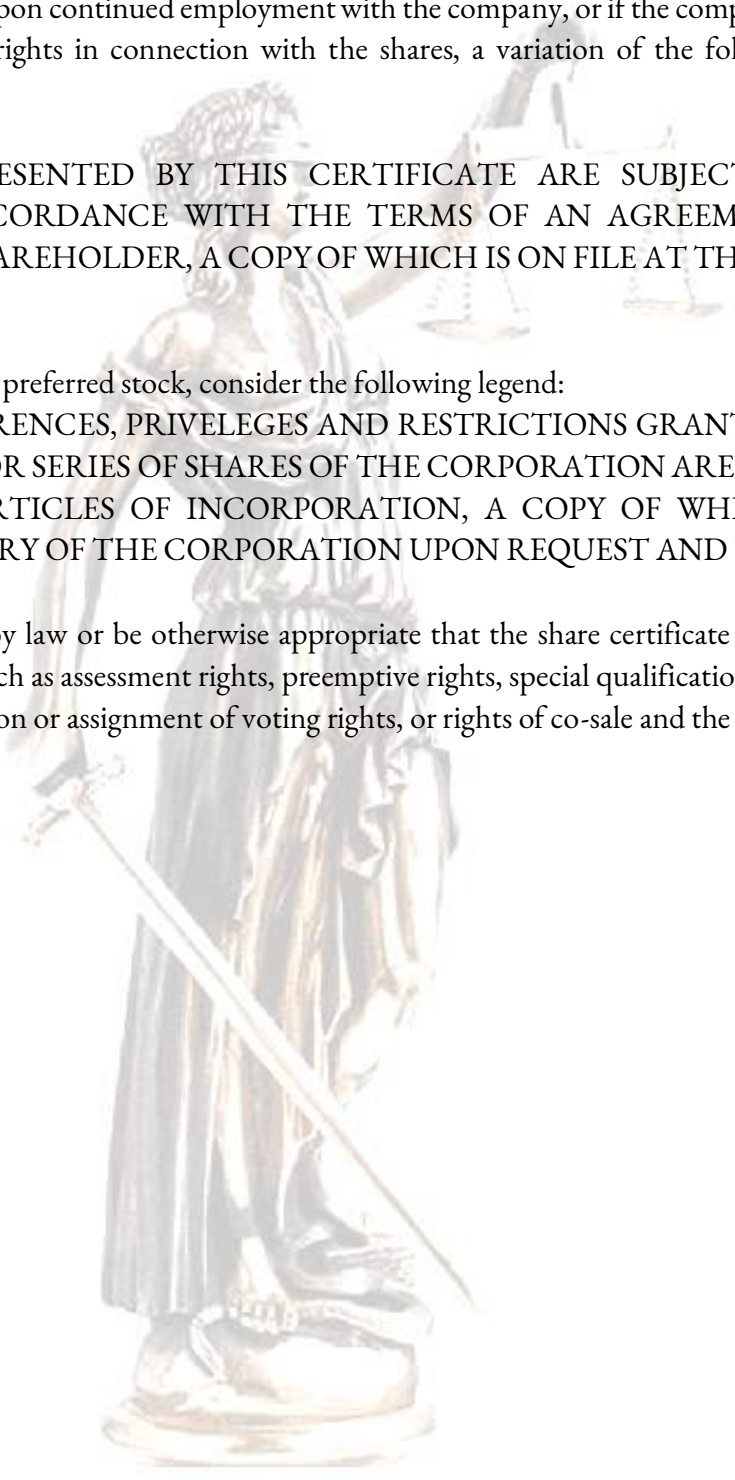 pon continued employment with the company, or if the comp
rights in connection with the shares, a variation of the fol
ESENTED BY THIS CERTIFICATE ARE SUBJECT
CORDANCE WITH THE TERMS OF AN AGREEM
AREHOLDER, A COPY OF WHICH IS ON FILE AT TH
preferred stock, consider the following legend:
RENCES, PRIVELEGES AND RESTRICTIONS GRANT
OR SERIES OF SHARES OF THE CORPORATION ARE
RTICLES OF INCORPORATION, A COPY OF WHI
RY OF THE CORPORATION UPON REQUEST AND
by law or be otherwise appropriate that the share certificate
ch as assessment rights, preemptive rights, special qualificatio
on or assignment of voting rights, or rights of co-sale and the